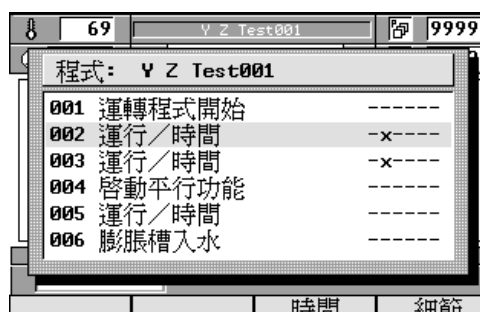 69 Y Z Test001 9999
程式: Y Z Test001
001 運轉程式開始 ------
002 運行／時間 -x----
003 運行／時間 -x----
004 啓動平行功能 ------
005 運行／時間 ------
006 膨脹槽入水 ------
時間 細節